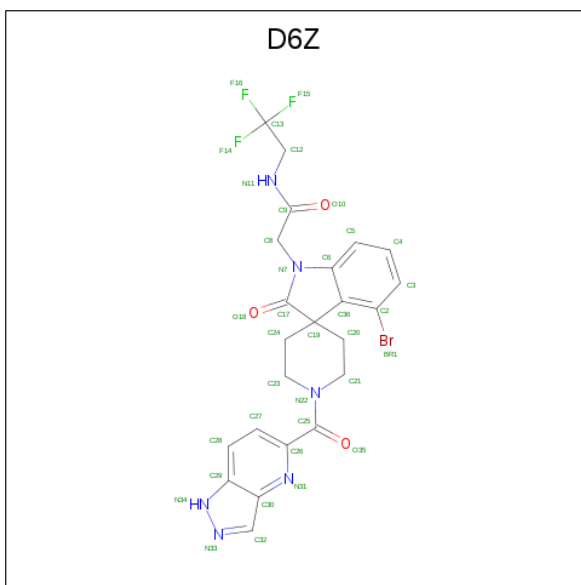 D6Z
F16
F
F
F15
F
F14
C13
C12
HN
N11
C9
O
O10
C8
C5
C4
N7
C6
C3
O
O18
C17
C36
C2
C19
Br
BR1
C24
C20
C23
C21
N22
C27
C25
O
O35
C28
C26
C29
N
N31
N34
HN
C30
N
N33
C32